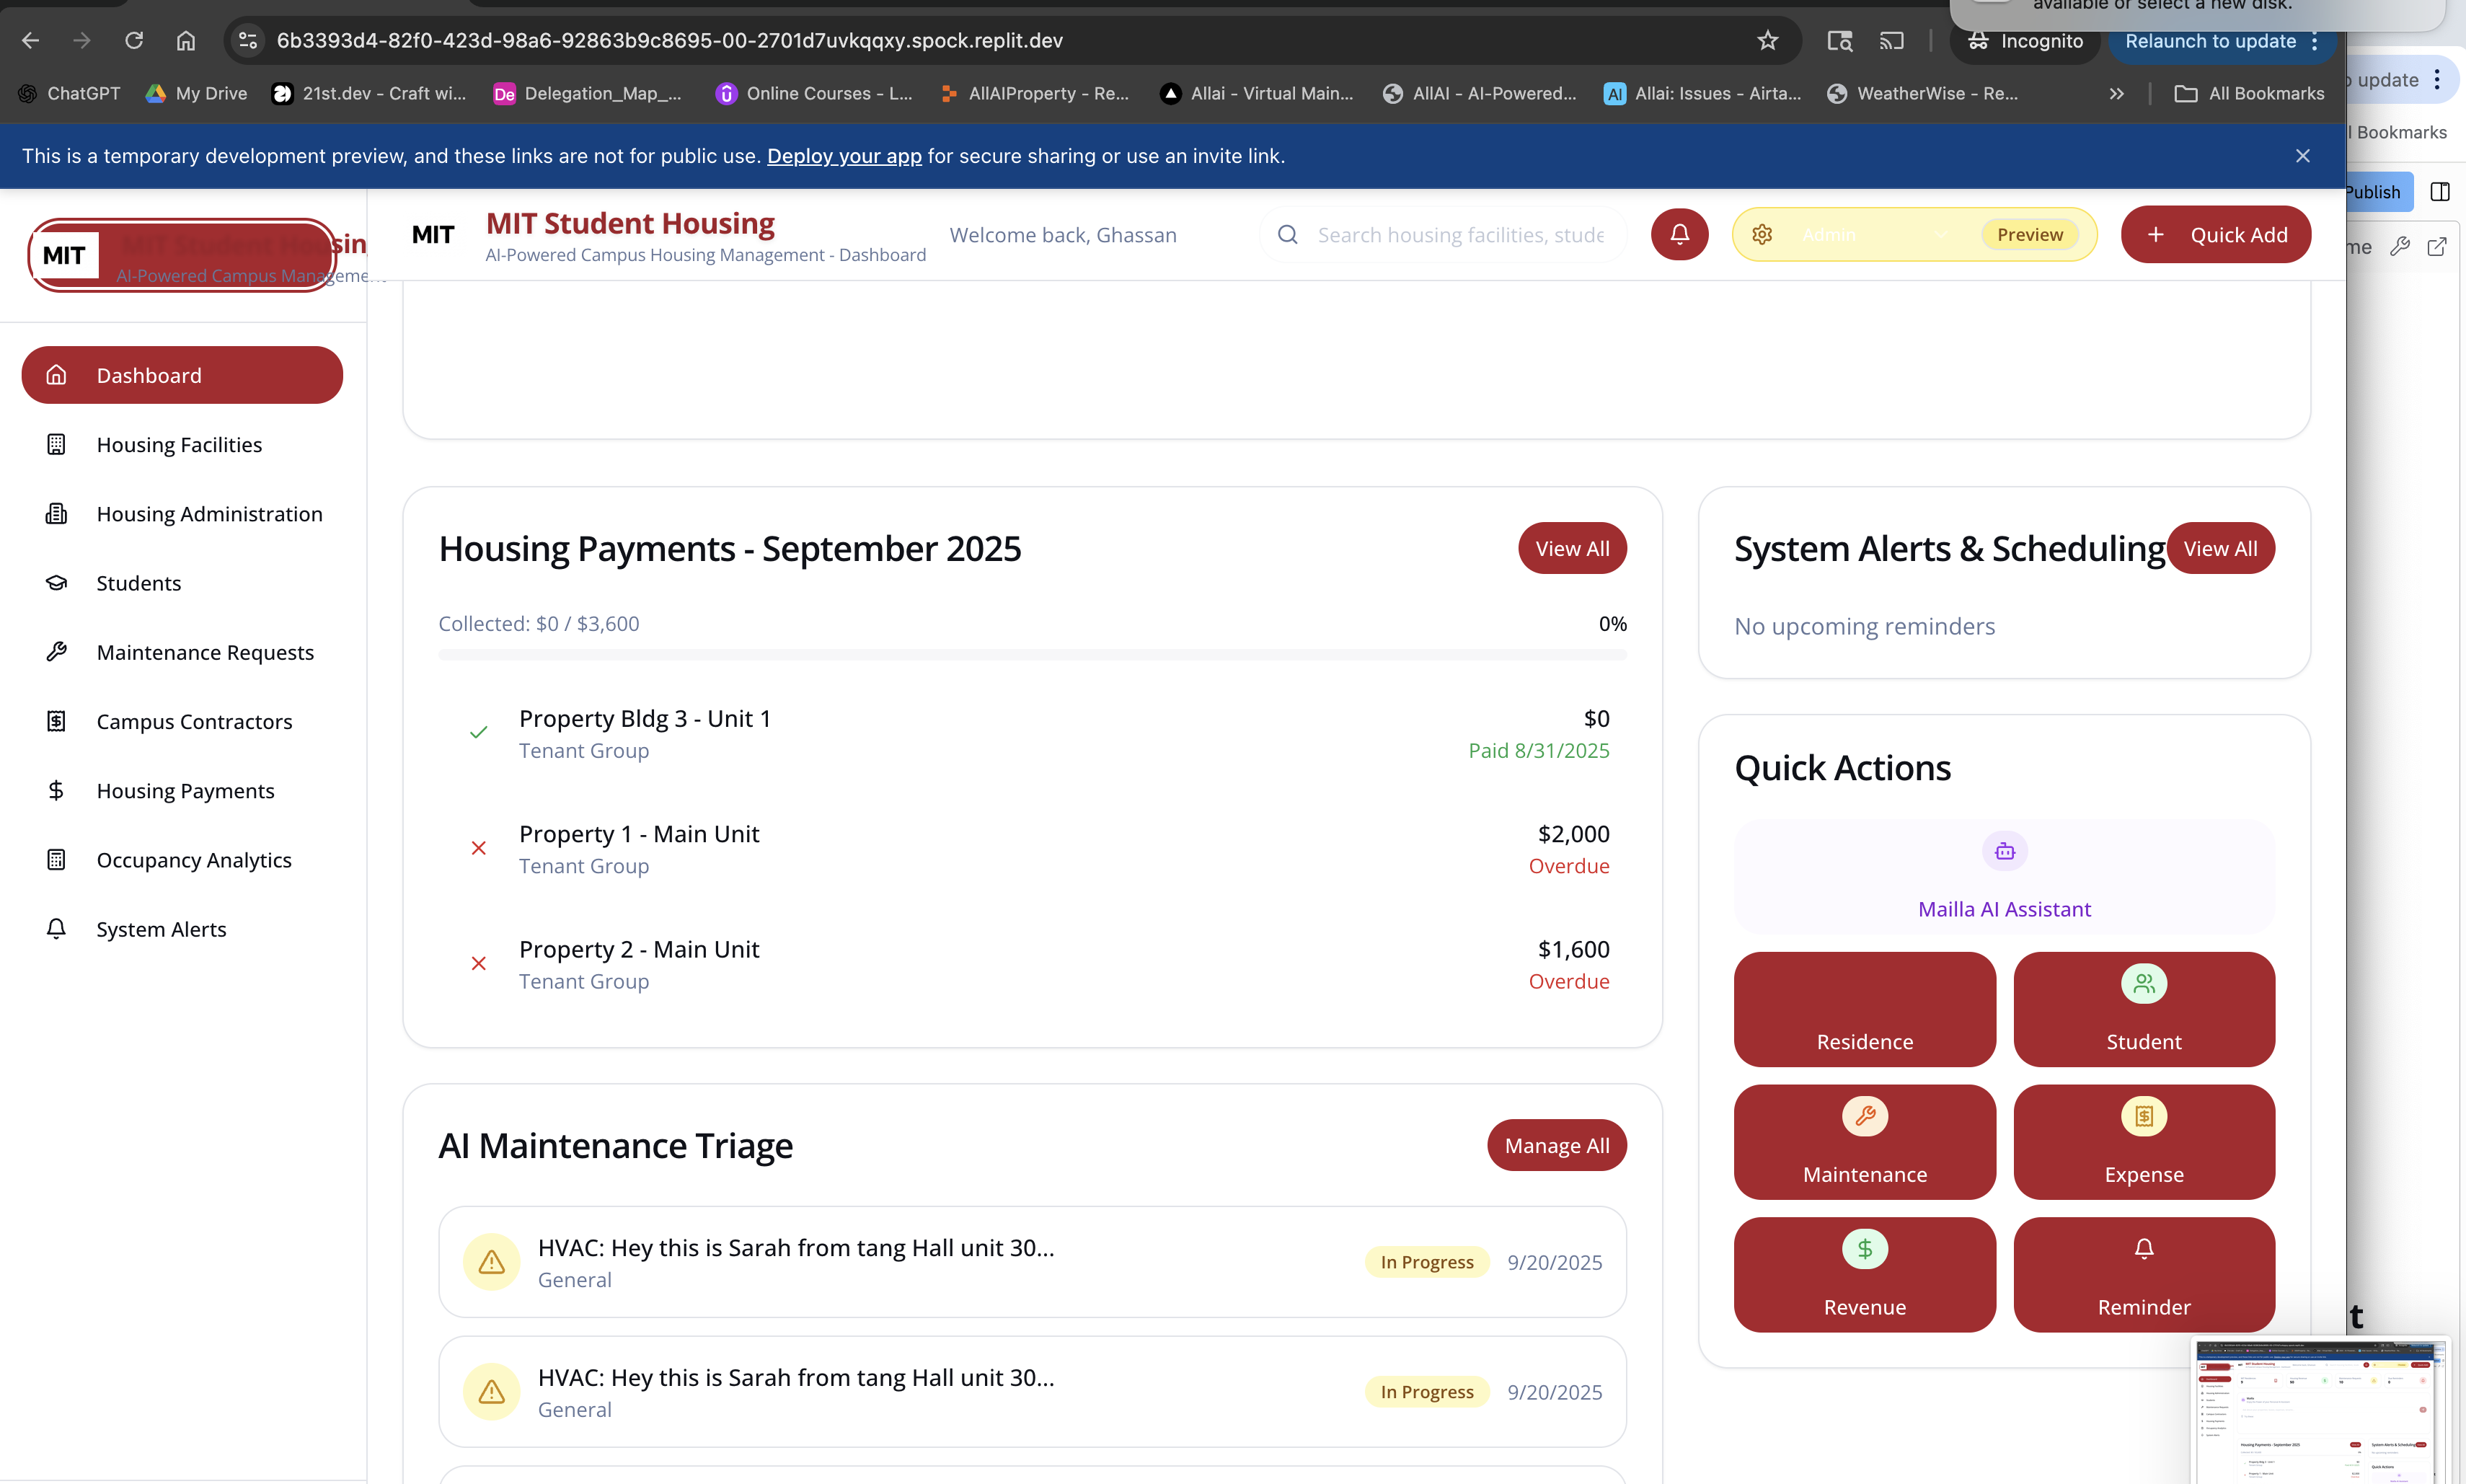 available or select a new disk.
6b3393d4-82f0-423d-98a6-92863b9c8695-00-2701d7uvkqqxy.spock.replit.dev
Incognito
Relaunch to update
update
ChatGPT
My Drive
21st.dev - Craft wi...
De
Delegation_Map_...
Online Courses - L...
AllAIProperty - Re...
Allai - Virtual Main...
AllAI - AI-Powered...
AI
Allai: Issues - Airta...
WeatherWise - Re...
All Bookmarks
Bookmarks
This is a temporary development preview, and these links are not for public use. Deploy your app for secure sharing or use an invite link.
Publish
MIT
MIT Student Housin
AI-Powered Campus Manageme
MIT
MIT Student Housing
AI-Powered Campus Housing Management - Dashboard
Welcome back, Ghassan
Search housing facilities, stude
Admin
Preview
Quick Add
me
Dashboard
Housing Facilities
Housing Administration
Students
Maintenance Requests
Campus Contractors
Housing Payments
Occupancy Analytics
System Alerts
Housing Payments - September 2025
View All
Collected: $0 / $3,600
0%
Property Bldg 3 - Unit 1
$0
Tenant Group
Paid 8/31/2025
Property 1 - Main Unit
$2,000
Tenant Group
Overdue
Property 2 - Main Unit
$1,600
Tenant Group
Overdue
AI Maintenance Triage
Manage All
HVAC: Hey this is Sarah from tang Hall unit 30...
General
In Progress
9/20/2025
HVAC: Hey this is Sarah from tang Hall unit 30...
General
In Progress
9/20/2025
System Alerts & Scheduling
View All
No upcoming reminders
Quick Actions
Mailla AI Assistant
Residence
Student
Maintenance
Expense
Revenue
Reminder
t